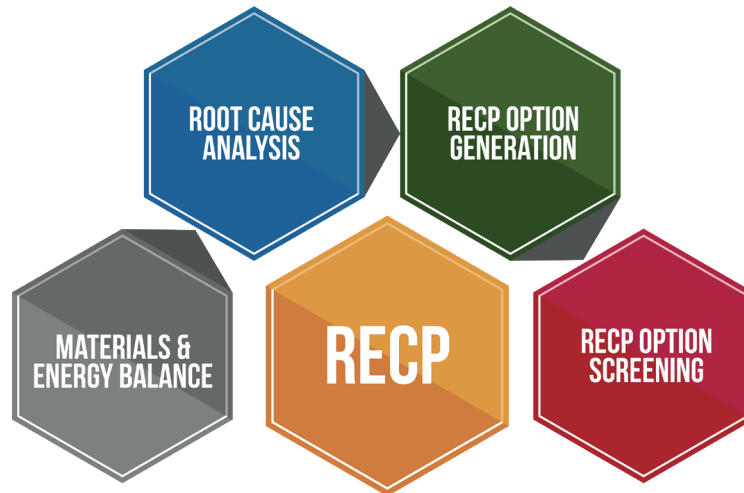 ROOT CAUSE
ANALYSIS
RECP OPTION
GENERATION
MATERIALS &
ENERGY BALANCE
RECP
RECP OPTION
SCREENING